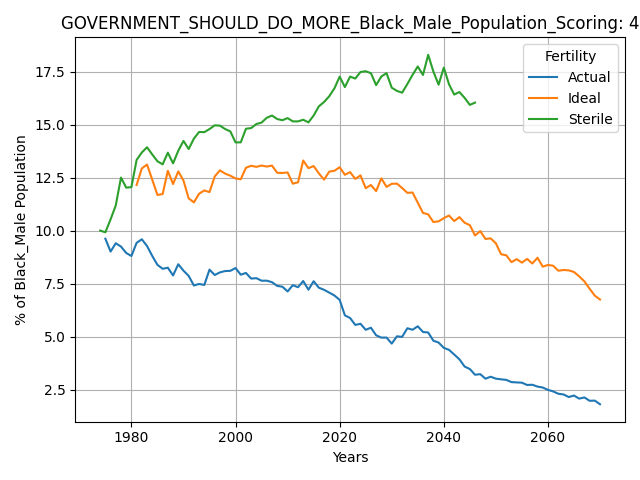 GOVERNMENT_SHOULD_DO_MORE_Black_Male_Population_Scoring: 4
% of Black_Male Population
17.5
15.0
12.5
10.0
7.5
5.0
2.5
Fertility
Actual
Ideal
Sterile
1980
2000
2020
2040
2060
Years